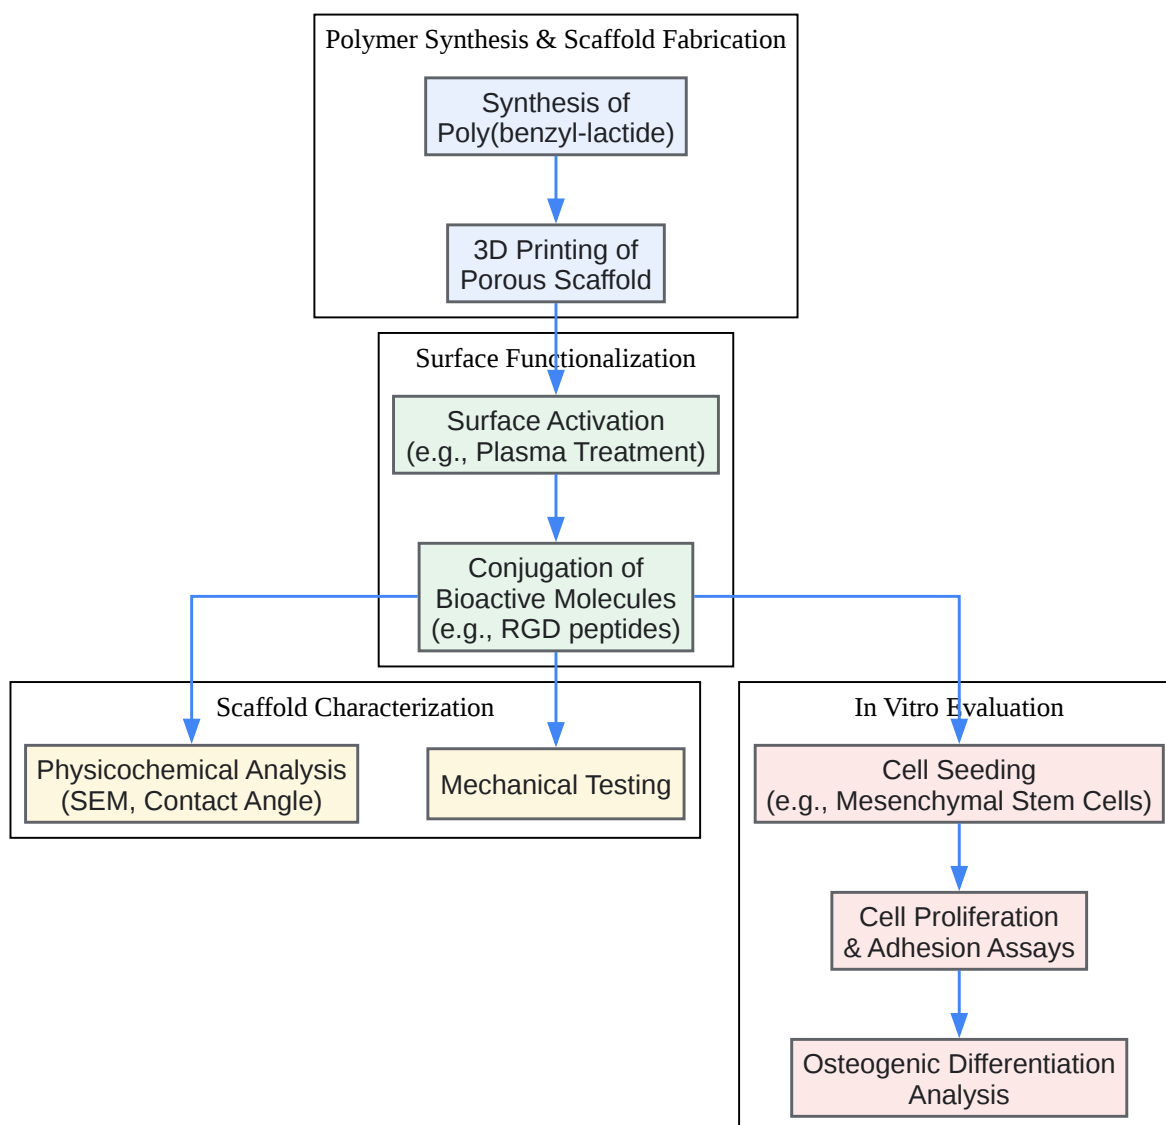 Polymer Synthesis & Scaffold Fabrication
Synthesis of
Poly(benzyl-lactide)
3D Printing of
Porous Scaffold
Surface Functionalization
Surface Activation
(e.g., Plasma Treatment)
Conjugation of
Bioactive Molecules
(e.g., RGD peptides)
Scaffold Characterization
Physicochemical Analysis
(SEM, Contact Angle)
Mechanical Testing
In Vitro Evaluation
Cell Seeding
(e.g., Mesenchymal Stem Cells)
Cell Proliferation
& Adhesion Assays
Osteogenic Differentiation
Analysis